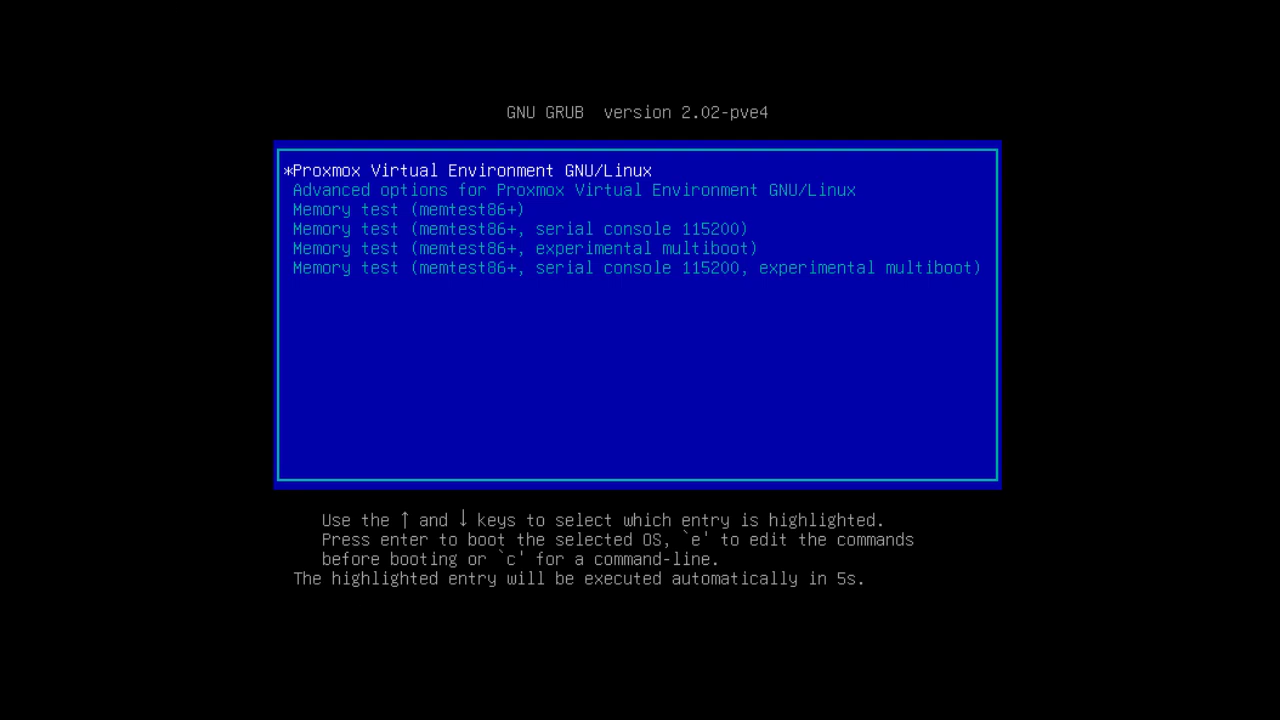 GNU GRUB  version 2.02-pve4
*Proxmox Virtual Environment GNU/Linux
Advanced options for Proxmox Virtual Environment GNU/Linux
Memory test (memtest86+)
Memory test (memtest86+, serial console 115200)
Memory test (memtest86+, experimental multiboot)
Memory test (memtest86+, serial console 115200, experimental multiboot)
Use the ↑ and ↓ keys to select which entry is highlighted.
Press enter to boot the selected OS, `e' to edit the commands
before booting or `c' for a command-line.
The highlighted entry will be executed automatically in 5s.